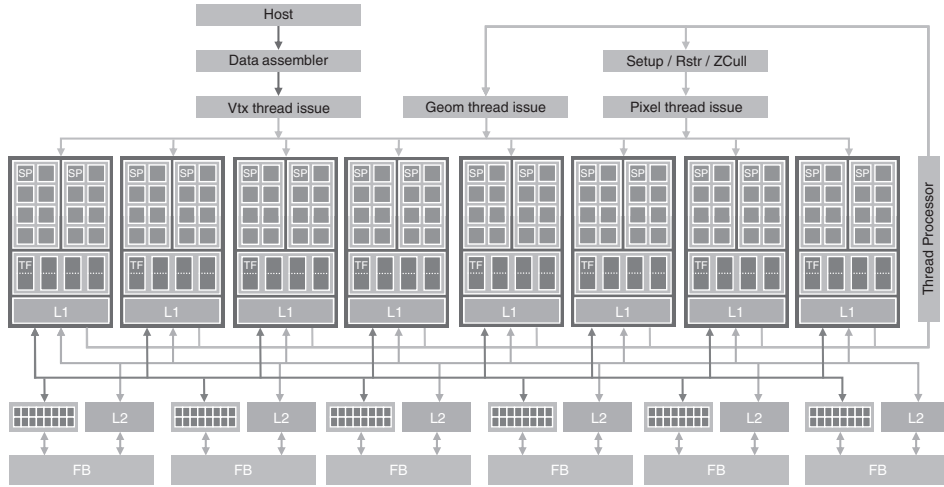 Host
Data assembler
Setup / Rstr / ZCull
Vtx thread issue
Geom thread issue
Pixel thread issue
SP SP SP SP SP SP SP SP SP SP SP SP SP SP SP SP
Thread Processor
TF TF TF TF TF TF TF TF
L1 L1 L1 L1 L1 L1 L1 L1
L2 L2 L2 L2 L2 L2
FB FB FB FB FB FB